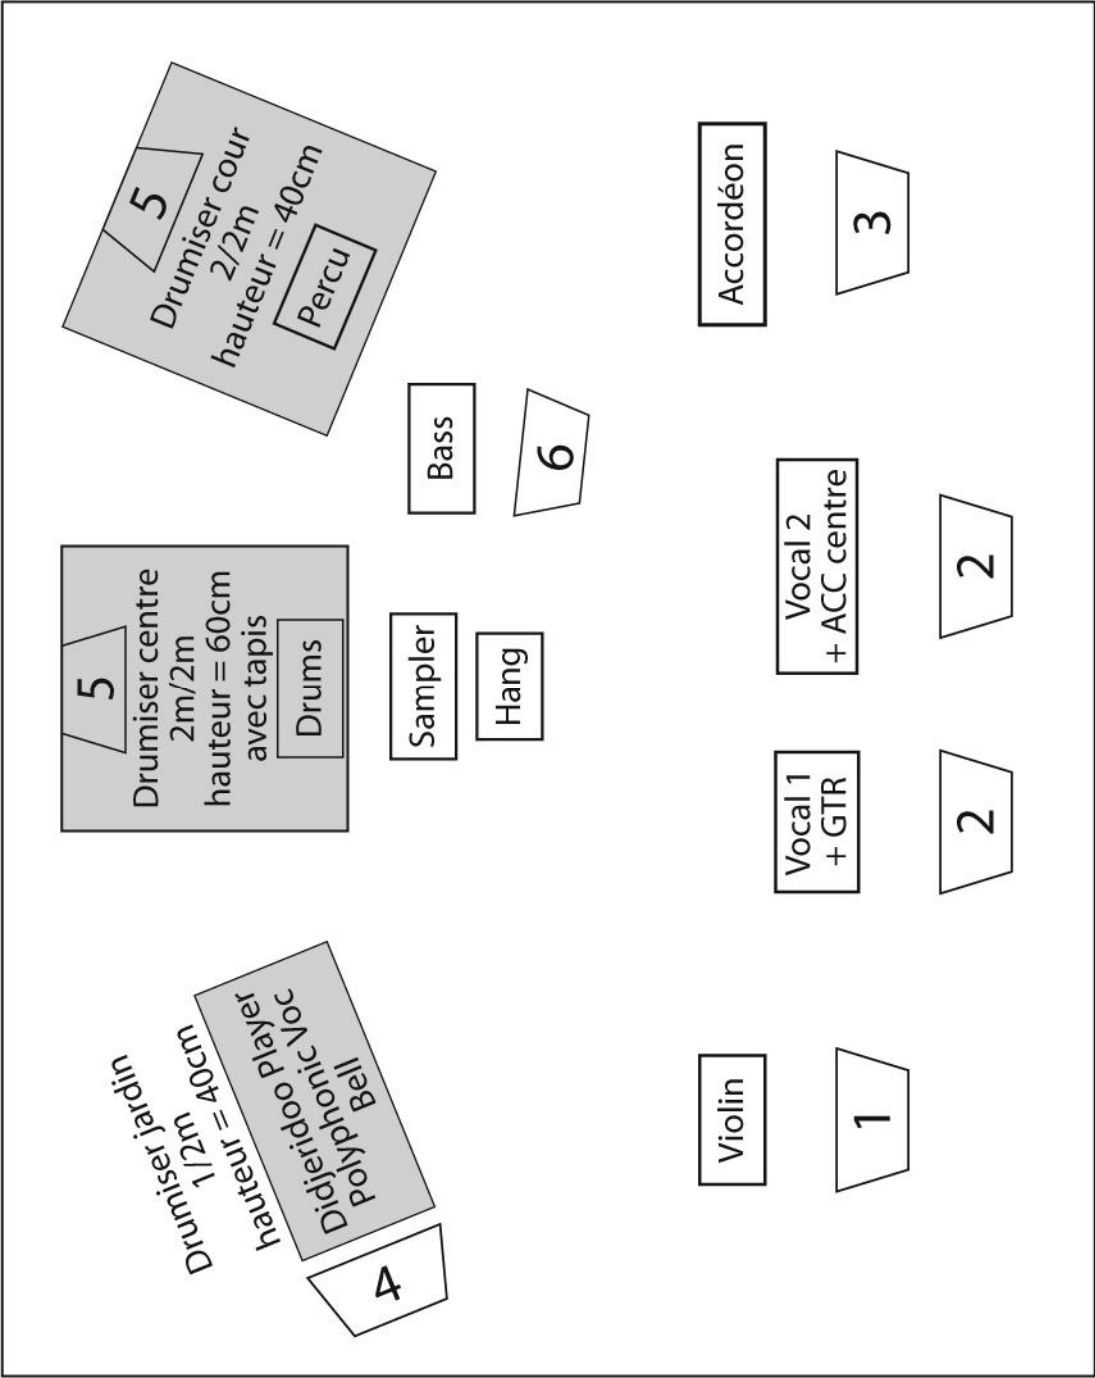 Drumiser jardin
1/2m
hauteur = 40cm
Didjeridoo Player
Polyphonic Voc
Bell
4
5
Drumiser centre
2m/2m
hauteur = 60cm
avec tapis
Drums
5
Drumiser cour
2/2m
hauteur = 40cm
Percu
Sampler
Hang
Bass
6
Violin
1
Vocal 1
+ GTR
2
Vocal 2
+ ACC centre
2
Accordéon
3